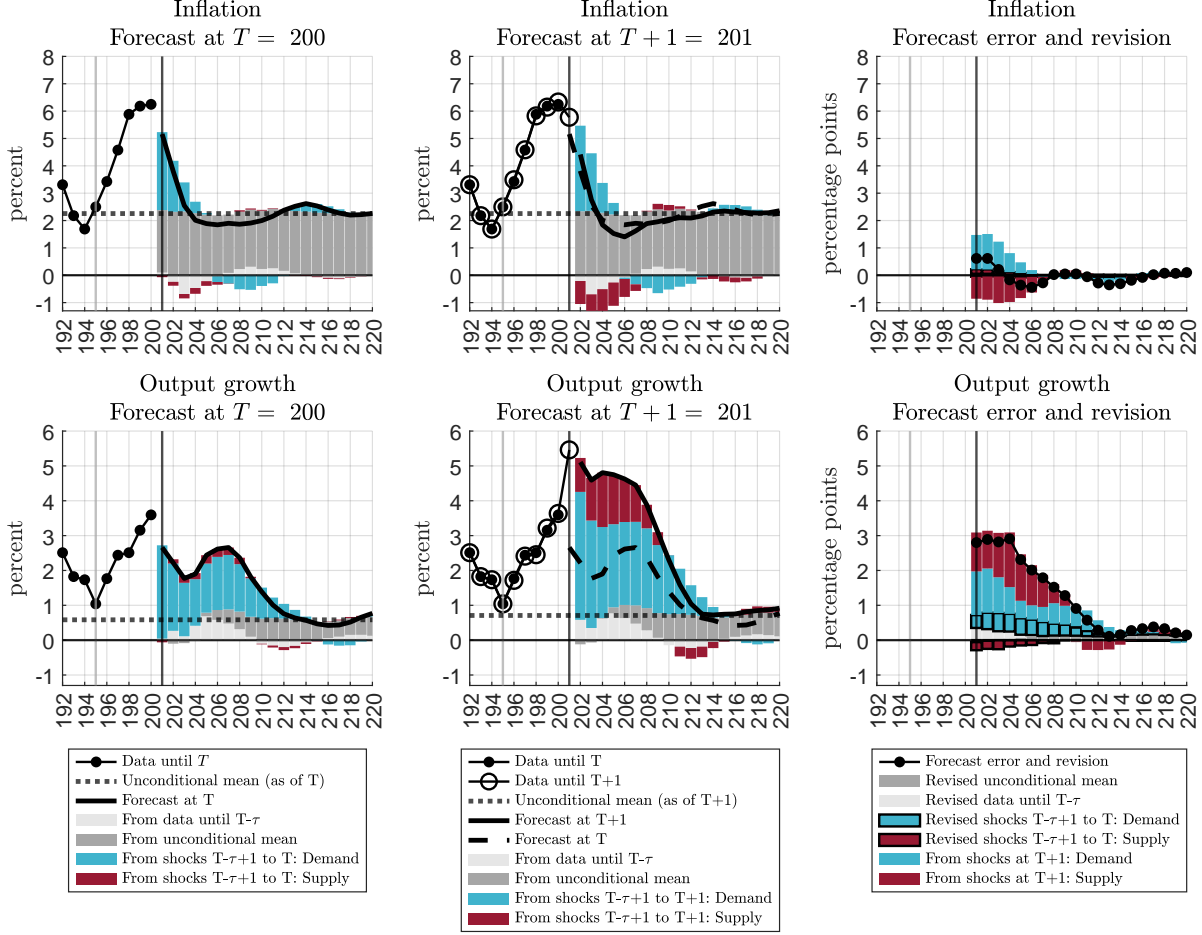 Inflation
Forecast at T = 200
percent
8
7
6
5
4
3
2
1
0
-1
192 194 196 198 200 202 204 206 208 210 212 214 216 218 220
Inflation
Forecast at T + 1 = 201
percent
8
7
6
5
4
3
2
1
0
-1
192 194 196 198 200 202 204 206 208 210 212 214 216 218 220
Inflation
Forecast error and revision
percentage points
8
7
6
5
4
3
2
1
0
-1
192 194 196 198 200 202 204 206 208 210 212 214 216 218 220
Output growth
Forecast at T = 200
percent
6
5
4
3
2
1
0
-1
192 194 196 198 200 202 204 206 208 210 212 214 216 218 220
Output growth
Forecast at T + 1 = 201
percent
6
5
4
3
2
1
0
-1
192 194 196 198 200 202 204 206 208 210 212 214 216 218 220
Output growth
Forecast error and revision
percentage points
6
5
4
3
2
1
0
-1
192 194 196 198 200 202 204 206 208 210 212 214 216 218 220
Data until T
Unconditional mean (as of T)
Forecast at T
From data until T-τ
From unconditional mean
From shocks T-τ+1 to T: Demand
From shocks T-τ+1 to T: Supply
Data until T
Data until T+1
Unconditional mean (as of T+1)
Forecast at T+1
Forecast at T
From data until T-τ
From unconditional mean
From shocks T-τ+1 to T+1: Demand
From shocks T-τ+1 to T+1: Supply
Forecast error and revision
Revised unconditional mean
Revised data until T-τ
Revised shocks T-τ+1 to T: Demand
Revised shocks T-τ+1 to T: Supply
From shocks at T+1: Demand
From shocks at T+1: Supply